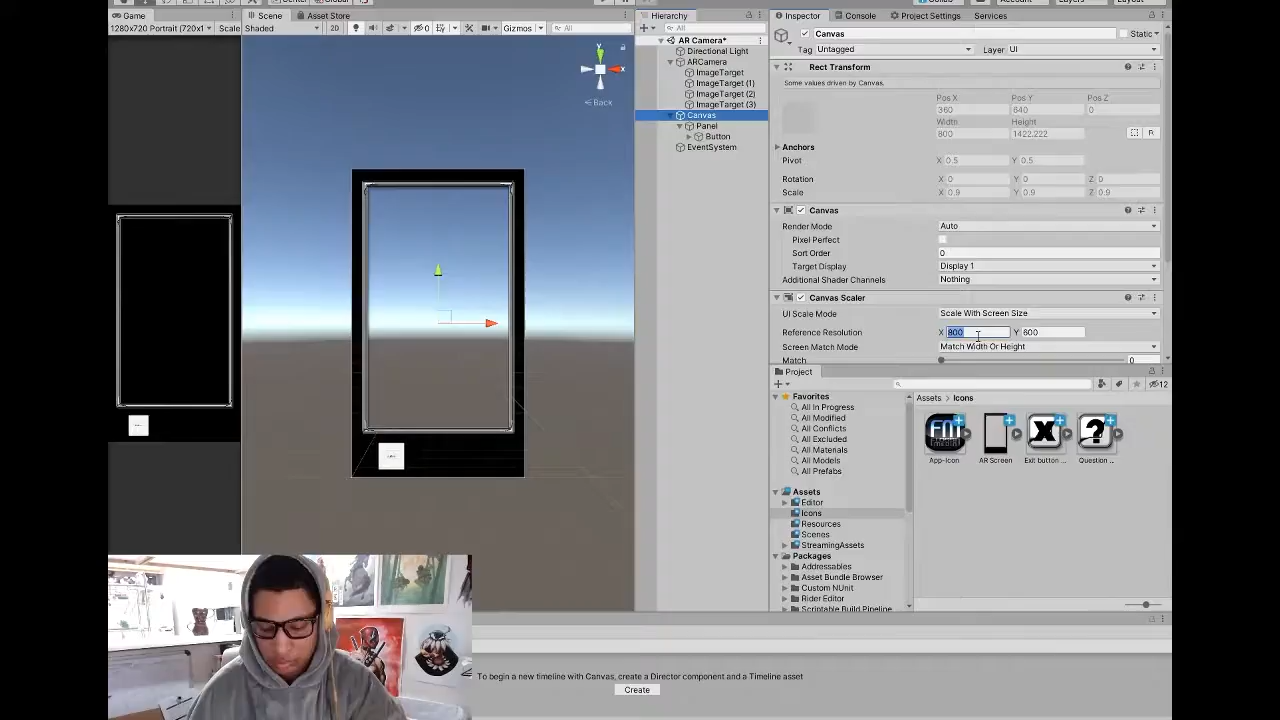 Game
Scene
Asset Store
Hierarchy
Inspector
Console
Project Settings
Services
1280x720 Portrait (720x1
Scale
Shaded
2D
Gizmos
All
All
Canvas
Static
Tag Untagged
Layer UI
AR Camera*
Directional Light
ARCamera
ImageTarget
ImageTarget (1)
ImageTarget (2)
ImageTarget (3)
Canvas
Panel
Button
EventSystem
Back
Rect Transform
Some values driven by Canvas.
Pos X Pos Y Pos Z
360 640 0
Width Height
800 1422.222
R
Anchors
Pivot X 0.5 Y 0.5
Rotation X 0 Y 0 Z 0
Scale X 0.9 Y 0.9 Z 0.9
Canvas
Render Mode Auto
Pixel Perfect
Sort Order 0
Target Display Display 1
Additional Shader Channels Nothing
Canvas Scaler
UI Scale Mode Scale With Screen Size
Reference Resolution X 800 Y 600
Screen Match Mode Match Width Or Height
Match 0
Project
12
Favorites
All In Progress
All Modified
All Conflicts
All Excluded
All Materials
All Models
All Prefabs
Assets
Editor
Icons
Resources
Scenes
StreamingAssets
Packages
Addressables
Asset Bundle Browser
Custom NUnit
Rider Editor
Scriptable Build Pipeline
Assets Icons
App-Icon
AR Screen
Exit button ...
Question ...
To begin a new timeline with Canvas, create a Director component and a Timeline asset
Create